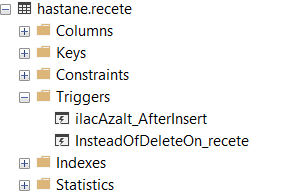 hastane.recete
Columns
Keys
Constraints
Triggers
ilacAzalt_AfterInsert
InsteadOfDeleteOn_recete
Indexes
Statistics